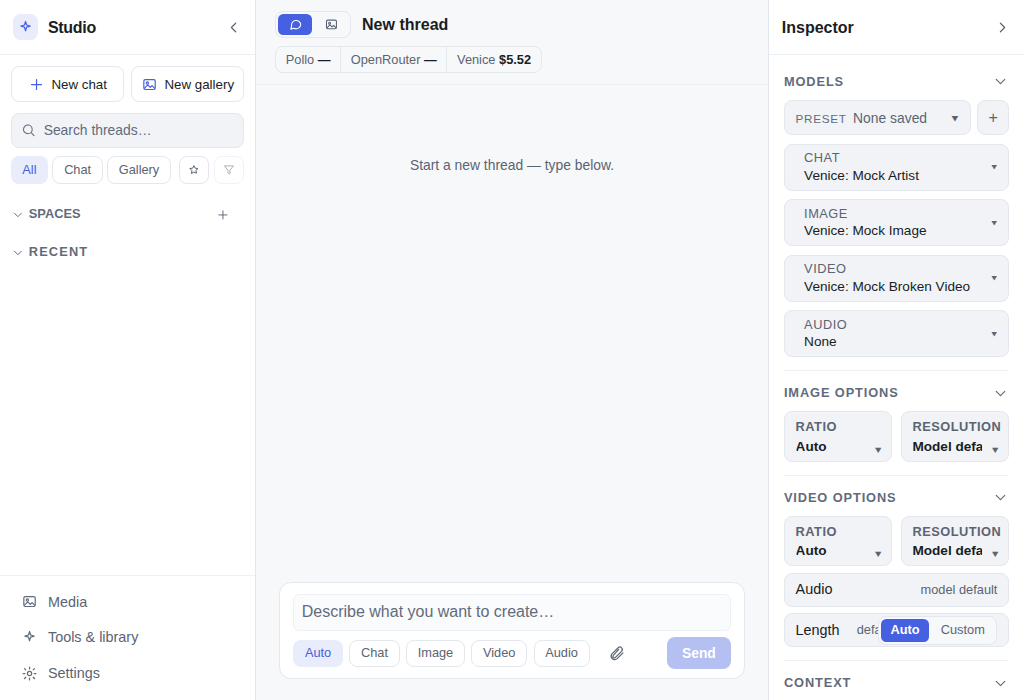 Studio
New chat
New gallery
Search threads…
All
Chat
Gallery
SPACES
RECENT
Media
Tools & library
Settings
New thread
Pollo —
OpenRouter —
Venice $5.52
Start a new thread — type below.
Describe what you want to create…
Auto
Chat
Image
Video
Audio
Send
Inspector
MODELS
PRESET None saved
+
CHAT
Venice: Mock Artist
IMAGE
Venice: Mock Image
VIDEO
Venice: Mock Broken Video
AUDIO
None
IMAGE OPTIONS
RATIO
Auto
RESOLUTION
Model defa
VIDEO OPTIONS
RATIO
Auto
RESOLUTION
Model defa
Audio
model default
Length
defa
Auto
Custom
CONTEXT